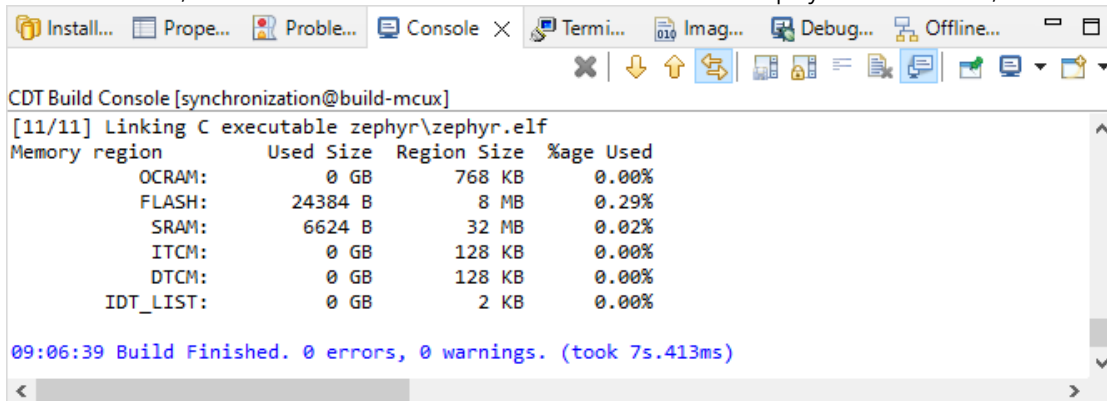 Install... Prope... Proble... Console Termi... Imag... Debug... Offline...
CDT Build Console [synchronization@build-mcux]
[11/11] Linking C executable zephyr\zephyr.elf
Memory region         Used Size  Region Size  %age Used
OCRAM:          0 GB       768 KB      0.00%
FLASH:       24384 B         8 MB      0.29%
SRAM:        6624 B        32 MB      0.02%
ITCM:          0 GB       128 KB      0.00%
DTCM:          0 GB       128 KB      0.00%
IDT_LIST:          0 GB         2 KB      0.00%
09:06:39 Build Finished. 0 errors, 0 warnings. (took 7s.413ms)